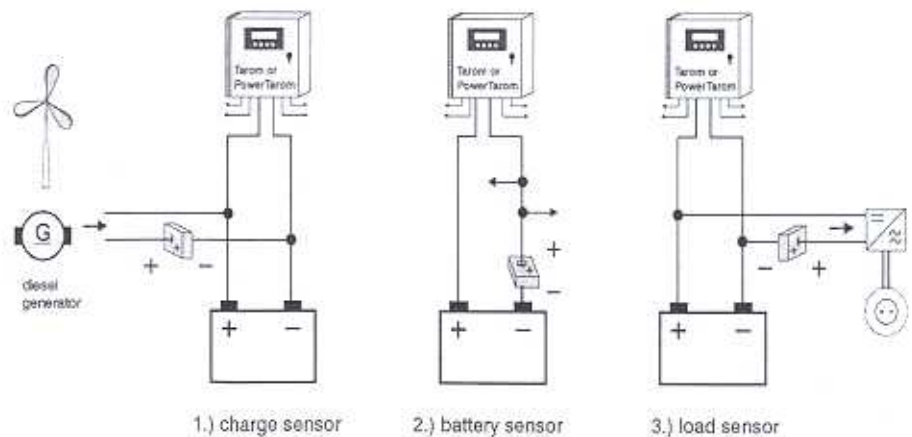 Tarom or
PowerTarom
Tarom or
PowerTarom
Tarom or
PowerTarom
G
diesel
generator
+ −
+
−
− +
+ −
+ −
+ −
1.) charge sensor
2.) battery sensor
3.) load sensor